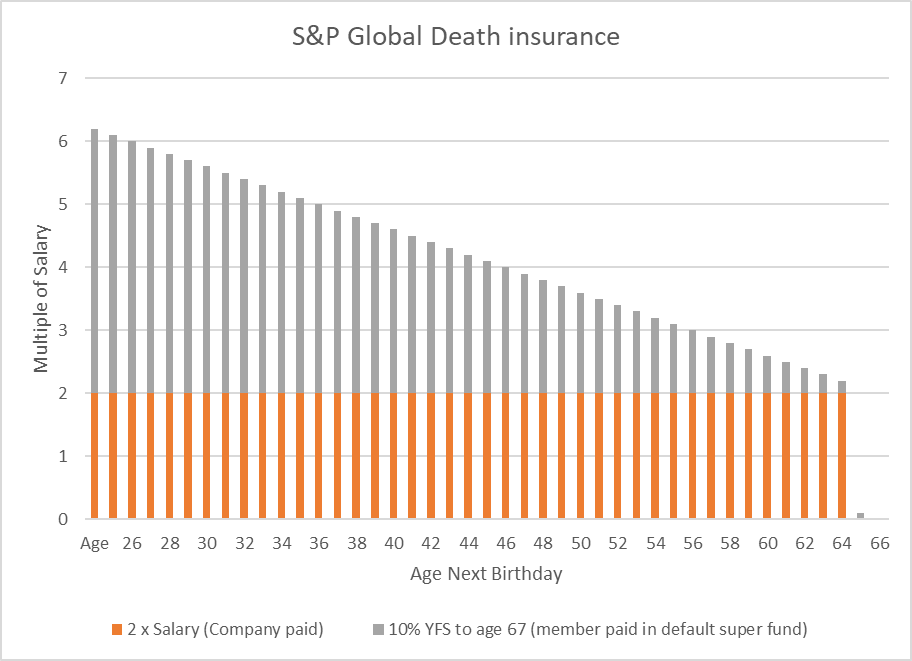 S&P Global Death insurance
7
6
5
4
3
2
1
0
Multiple of Salary
Age 26 28 30 32 34 36 38 40 42 44 46 48 50 52 54 56 58 60 62 64 66
Age Next Birthday
2 x Salary (Company paid) 10% YFS to age 67 (member paid in default super fund)